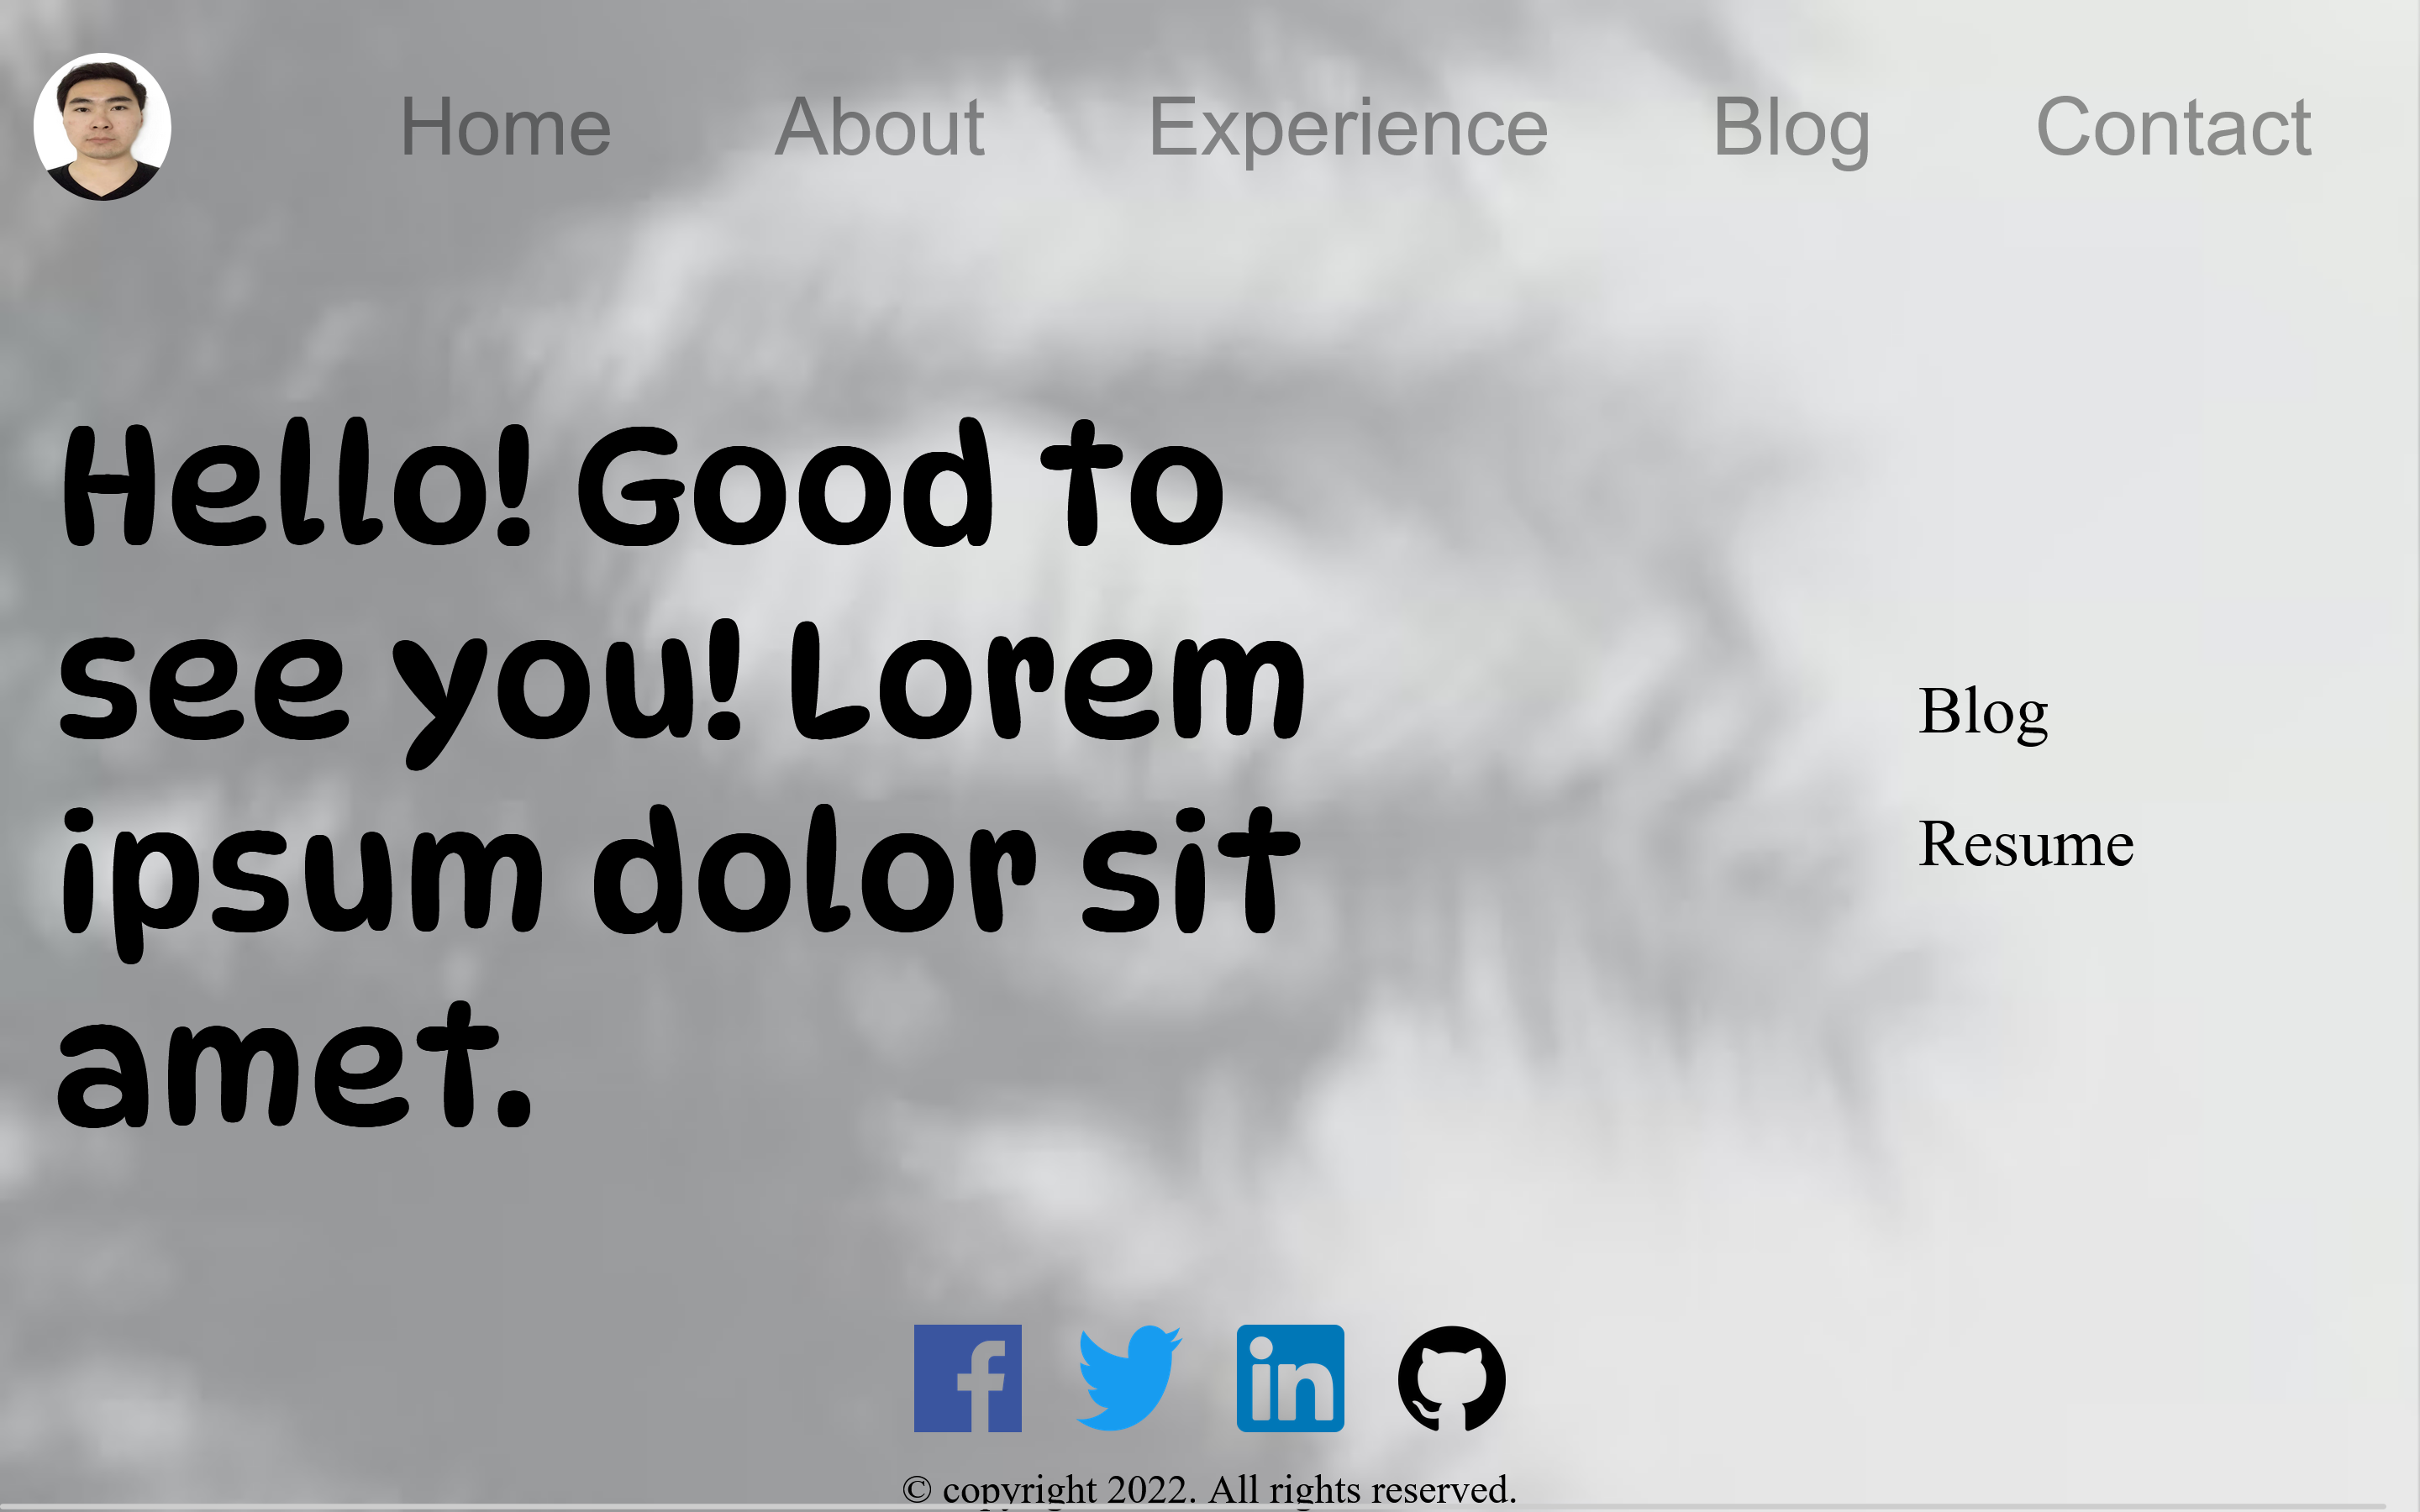 Home About Experience Blog Contact
Hello! Good to
see you! Lorem
ipsum dolor sit
amet.
Blog
Resume
© copyright 2022. All rights reserved.